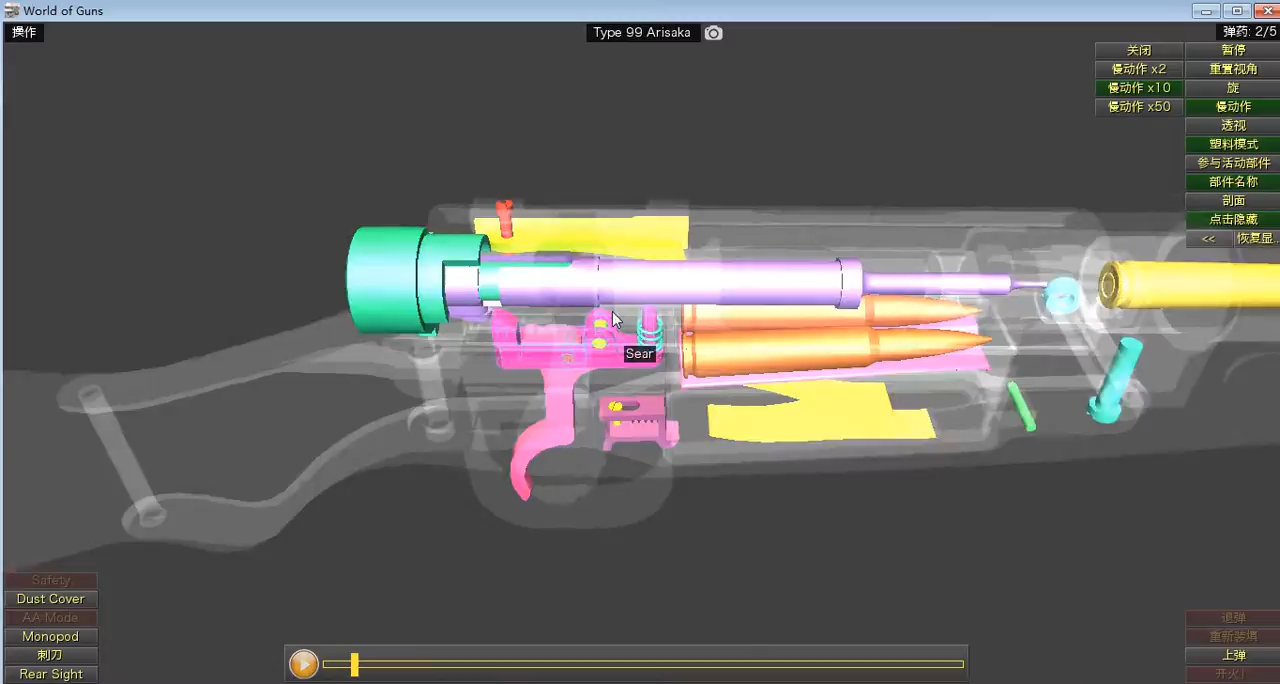 World of Guns
操作
Type 99 Arisaka
弹药: 2/5
关闭
暂停
慢动作 x2
重置视角
慢动作 x10
旋
慢动作 x50
慢动作
透视
塑料模式
参与活动部件
部件名称
剖面
点击隐藏
<<
恢复显..
Sear
Safety
Dust Cover
AA Mode
Monopod
刺刀
Rear Sight
退弹
重新装填
上弹
开火!